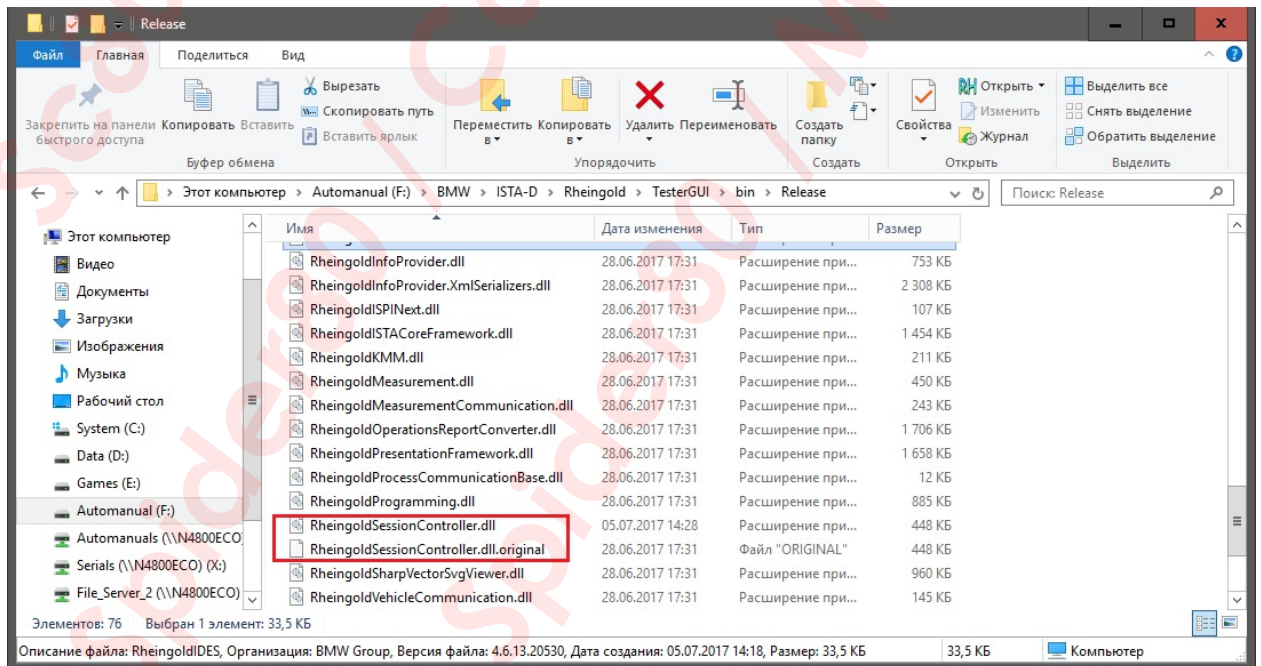 Release
Файл Главная Поделиться Вид
Закрепить на панели быстрого доступа
Копировать
Вставить
Вырезать
Скопировать путь
Вставить ярлык
Буфер обмена
Переместить в
Копировать в
Удалить
Переименовать
Упорядочить
Создать папку
Создать
Свойства
Открыть
Изменить
Журнал
Открыть
Выделить все
Снять выделение
Обратить выделение
Выделить
Этот компьютер > Automanual (F:) > BMW > ISTA-D > Rheingold > TesterGUI > bin > Release
Поиск: Release
Этот компьютер
Видео
Документы
Загрузки
Изображения
Музыка
Рабочий стол
System (C:)
Data (D:)
Games (E:)
Automanual (F:)
Automanuals (\\N4800ECO)
Serials (\\N4800ECO) (X:)
File_Server_2 (\\N4800ECO)
Имя Дата изменения Тип Размер
RheingoldInfoProvider.dll 28.06.2017 17:31 Расширение при... 753 КБ
RheingoldInfoProvider.XmlSerializers.dll 28.06.2017 17:31 Расширение при... 2 308 КБ
RheingoldISPINext.dll 28.06.2017 17:31 Расширение при... 107 КБ
RheingoldISTACoreFramework.dll 28.06.2017 17:31 Расширение при... 1 454 КБ
RheingoldKMM.dll 28.06.2017 17:31 Расширение при... 211 КБ
RheingoldMeasurement.dll 28.06.2017 17:31 Расширение при... 450 КБ
RheingoldMeasurementCommunication.dll 28.06.2017 17:31 Расширение при... 243 КБ
RheingoldOperationsReportConverter.dll 28.06.2017 17:31 Расширение при... 1 706 КБ
RheingoldPresentationFramework.dll 28.06.2017 17:31 Расширение при... 1 658 КБ
RheingoldProcessCommunicationBase.dll 28.06.2017 17:31 Расширение при... 12 КБ
RheingoldProgramming.dll 28.06.2017 17:31 Расширение при... 885 КБ
RheingoldSessionController.dll 05.07.2017 14:28 Расширение при... 448 КБ
RheingoldSessionController.dll.original 28.06.2017 17:31 Файл "ORIGINAL" 448 КБ
RheingoldSharpVectorSvgViewer.dll 28.06.2017 17:31 Расширение при... 960 КБ
RheingoldVehicleCommunication.dll 28.06.2017 17:31 Расширение при... 145 КБ
Элементов: 76 Выбран 1 элемент: 33,5 КБ
Описание файла: RheingoldIDES, Организация: BMW Group, Версия файла: 4.6.13.20530, Дата создания: 05.07.2017 14:18, Размер: 33,5 КБ 33,5 КБ Компьютер
Spider80 /
Spider80 / M